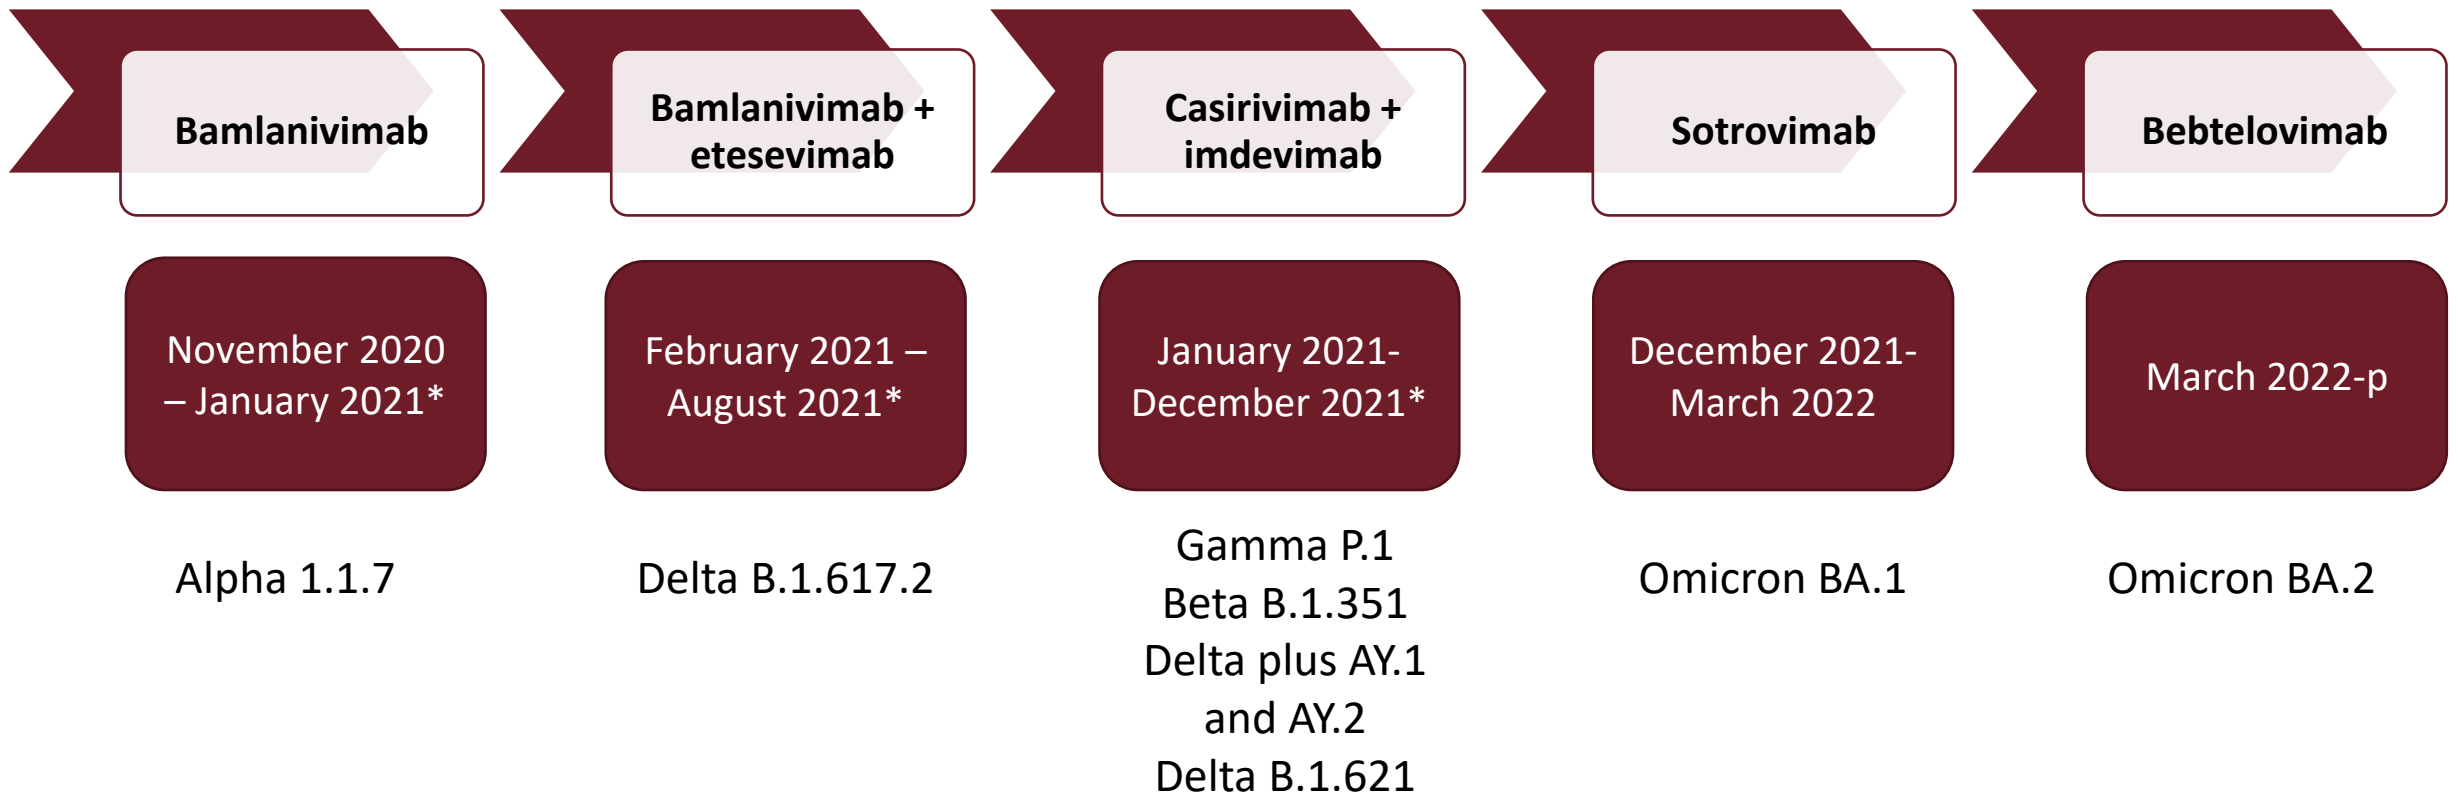 Bamlanivimab
Bamlanivimab +
etesevimab
Casirivimab +
imdevimab
Sotrovimab
Bebtelovimab
November 2020
– January 2021*
February 2021 –
August 2021*
January 2021-
December 2021*
December 2021-
March 2022
March 2022-p
Alpha 1.1.7
Delta B.1.617.2
Gamma P.1
Beta B.1.351
Delta plus AY.1
and AY.2
Delta B.1.621
Omicron BA.1
Omicron BA.2